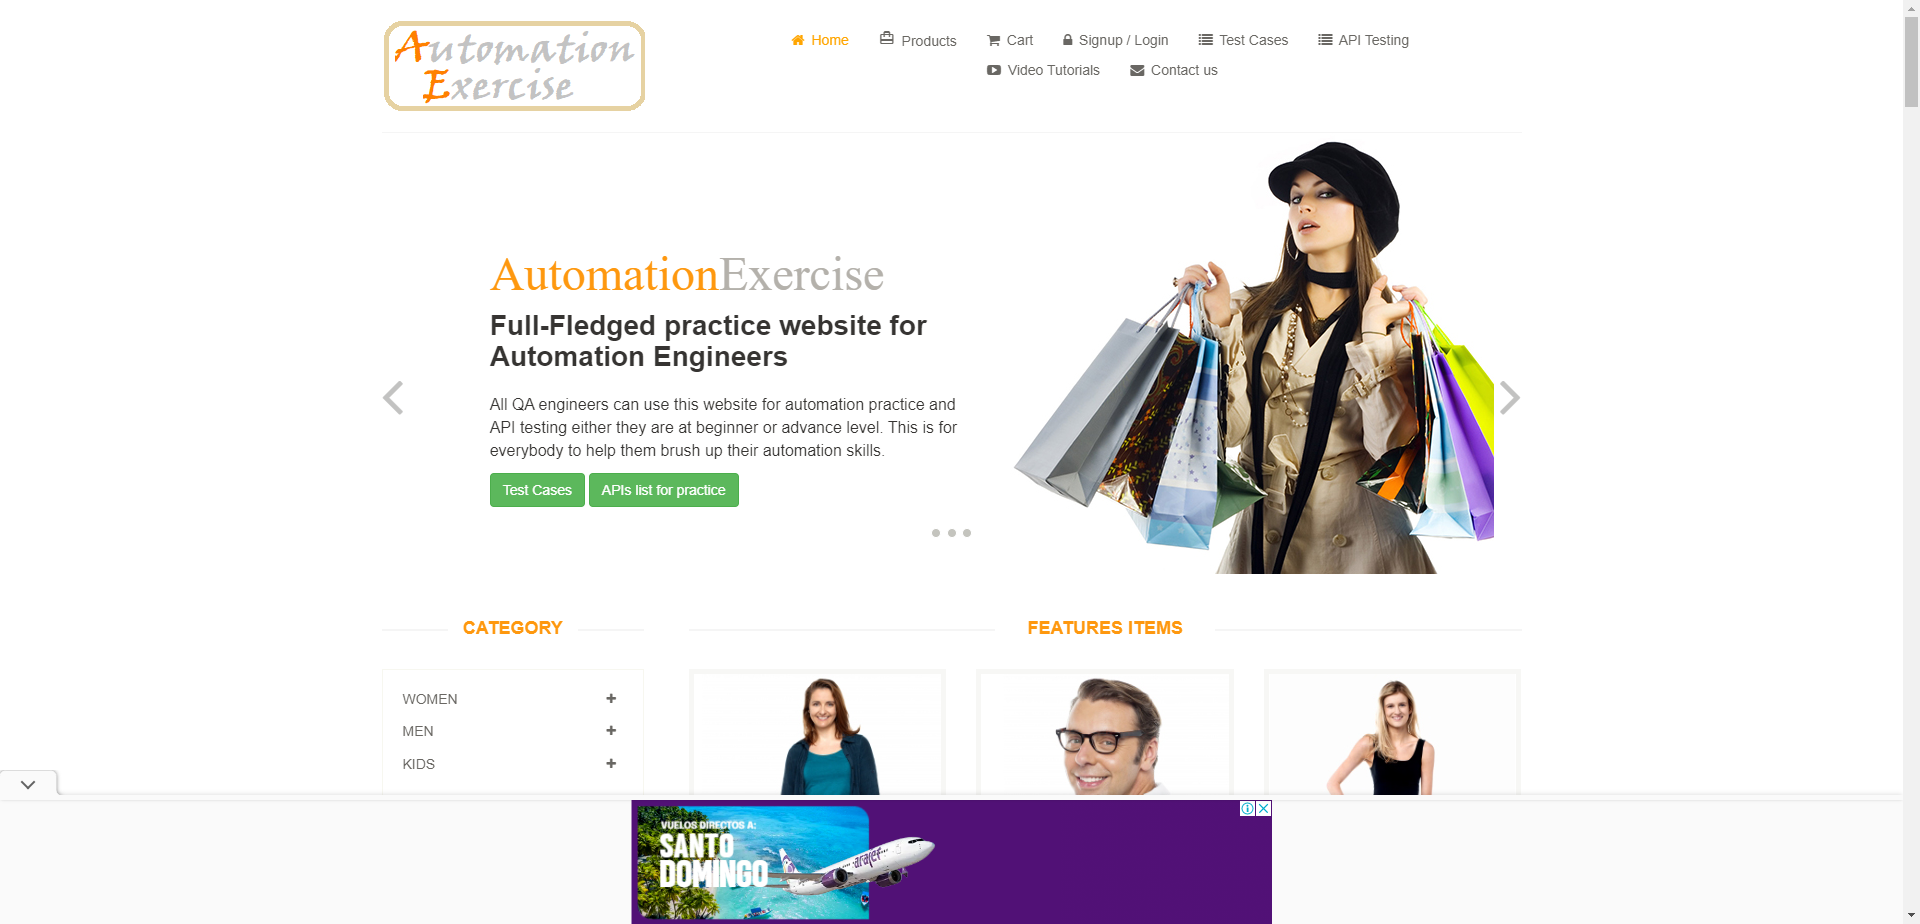 Automation
Exercise
Home
Products
Cart
Signup / Login
Test Cases
API Testing
Video Tutorials
Contact us
AutomationExercise
Full-Fledged practice website for
Automation Engineers
All QA engineers can use this website for automation practice and
API testing either they are at beginner or advance level. This is for
everybody to help them brush up their automation skills.
Test Cases
APIs list for practice
CATEGORY
FEATURES ITEMS
WOMEN
MEN
KIDS
VUELOS DIRECTOS A:
SANTO
DOMINGO
arajet